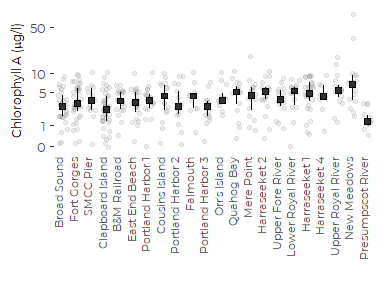 Chlorophyll A (µg/l)
50
10
5
1
0
Broad Sound
Fort Gorges
SMCC Pier
Clapboard Island
B&M Railroad
East End Beach
Portland Harbor 1
Cousins Island
Portland Harbor 2
Falmouth
Portland Harbor 3
Orrs Island
Quahog Bay
Mere Point
Harraseeket 2
Upper Fore River
Lower Royal River
Harraseeket 1
Harraseeket 4
Upper Royal River
New Meadows
Presumpscot River